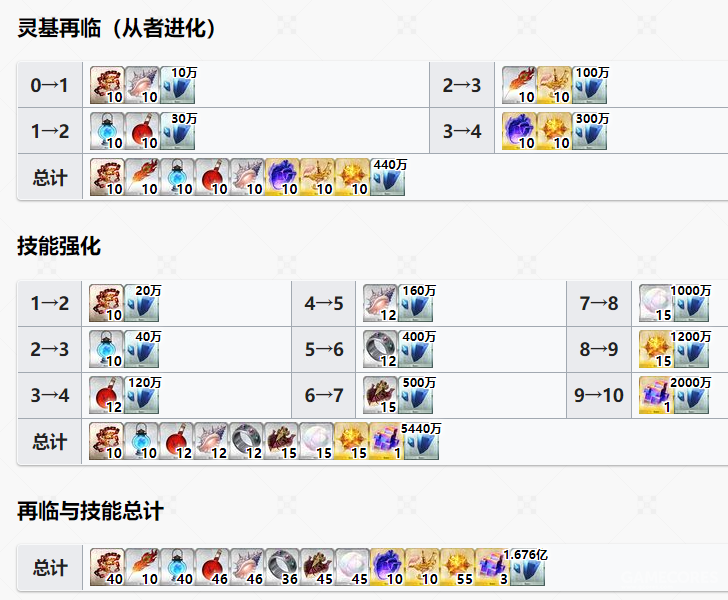 灵基再临（从者进化）
0→1 10 10 10万 2→3 10 10 100万
1→2 10 10 30万 3→4 10 10 300万
总计 10 10 10 10 10 10 10 10 440万
技能强化
1→2 10 20万 4→5 12 160万 7→8 15 1000万
2→3 10 40万 5→6 12 400万 8→9 15 1200万
3→4 12 120万 6→7 15 500万 9→10 1 2000万
总计 10 10 12 12 12 15 15 15 1 5440万
再临与技能总计
总计 40 10 40 46 46 36 45 45 10 10 55 3 1.676亿